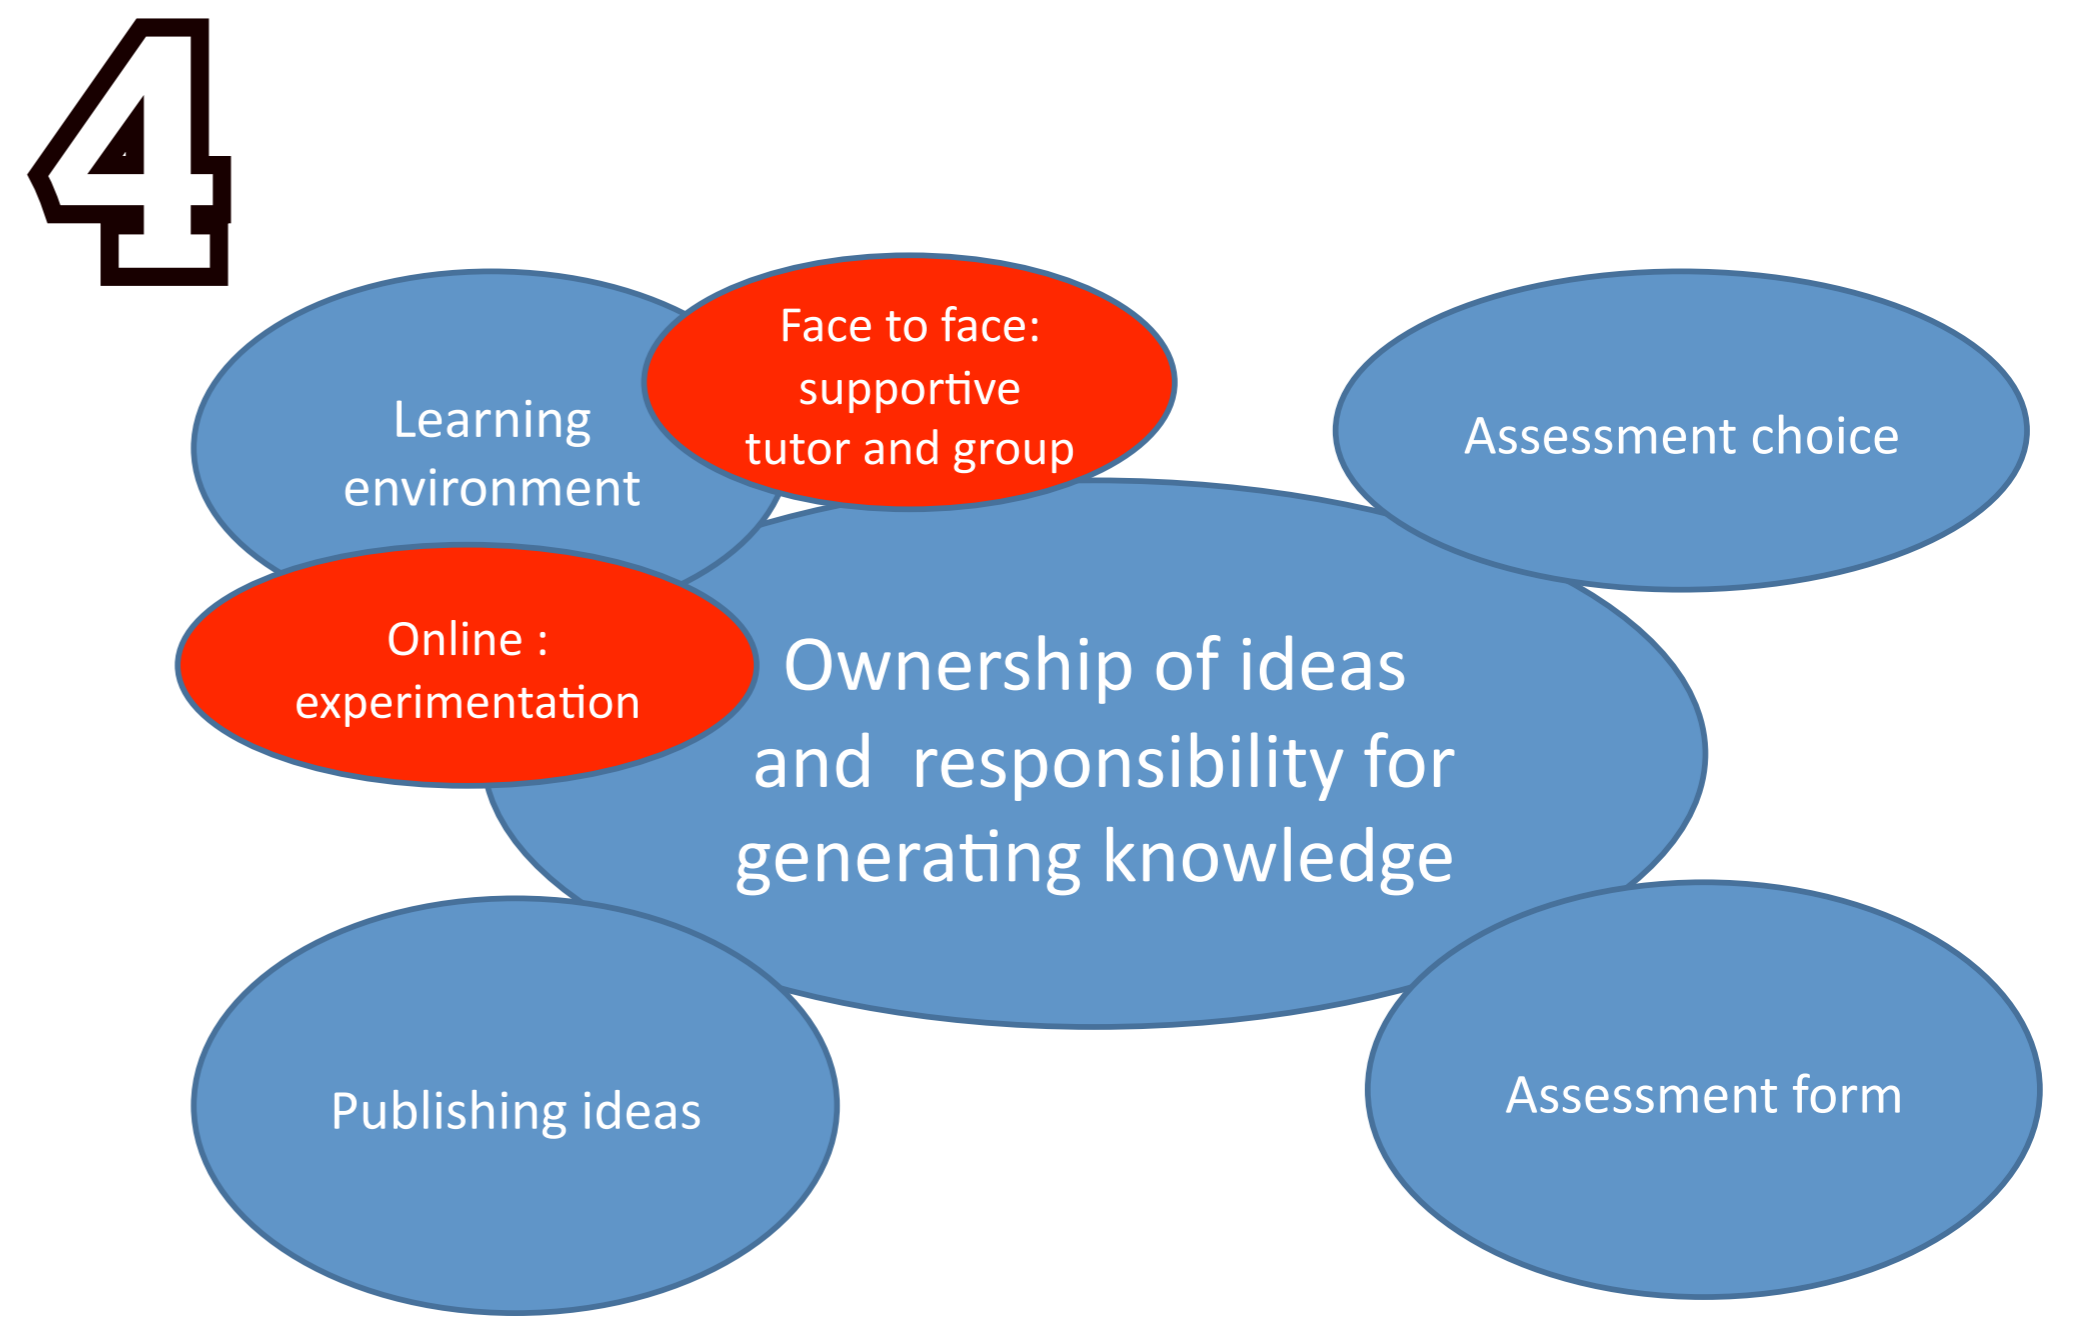 4
Face to face:
supportive
tutor and group
Learning
environment
Assessment choice
Online :
experimentation
Ownership of ideas
and  responsibility for
generating knowledge
Publishing ideas
Assessment form